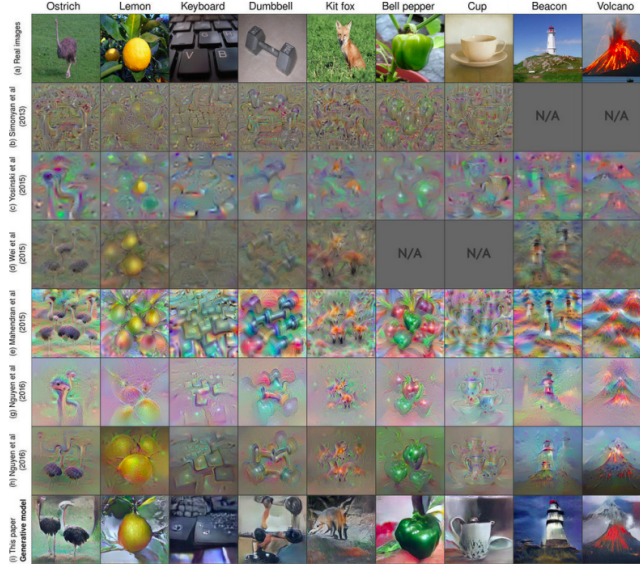 Ostrich Lemon Keyboard Dumbbell Kit fox Bell pepper Cup Beacon Volcano
(a) Real images
V B
(b) Simonyan et al
(2013)
N/A N/A
(c) Yosinski et al
(2015)
(d) Wei et al
(2015)
N/A N/A
(e) Mahendran et al
(2015)
(g) Nguyen et al
(2016)
(h) Nguyen et al
(2016)
(i) This paper
Generative model